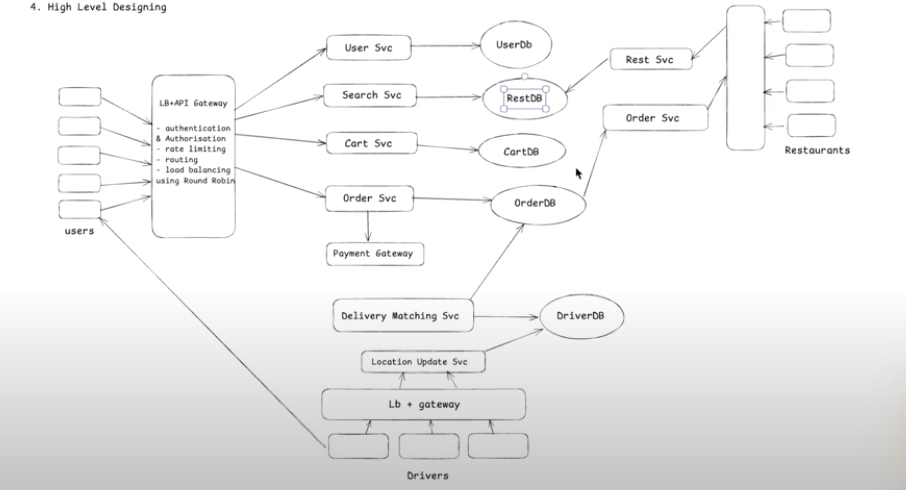 4. High Level Designing
User Svc
UserDb
Rest Svc
Search Svc
RestDB
LB+API Gateway
- authentication
& Authorisation
- rate limiting
- routing
- load balancing
using Round Robin
Order Svc
Cart Svc
CartDB
Restaurants
Order Svc
OrderDB
users
Payment Gateway
Delivery Matching Svc
DriverDB
Location Update Svc
Lb + gateway
Drivers